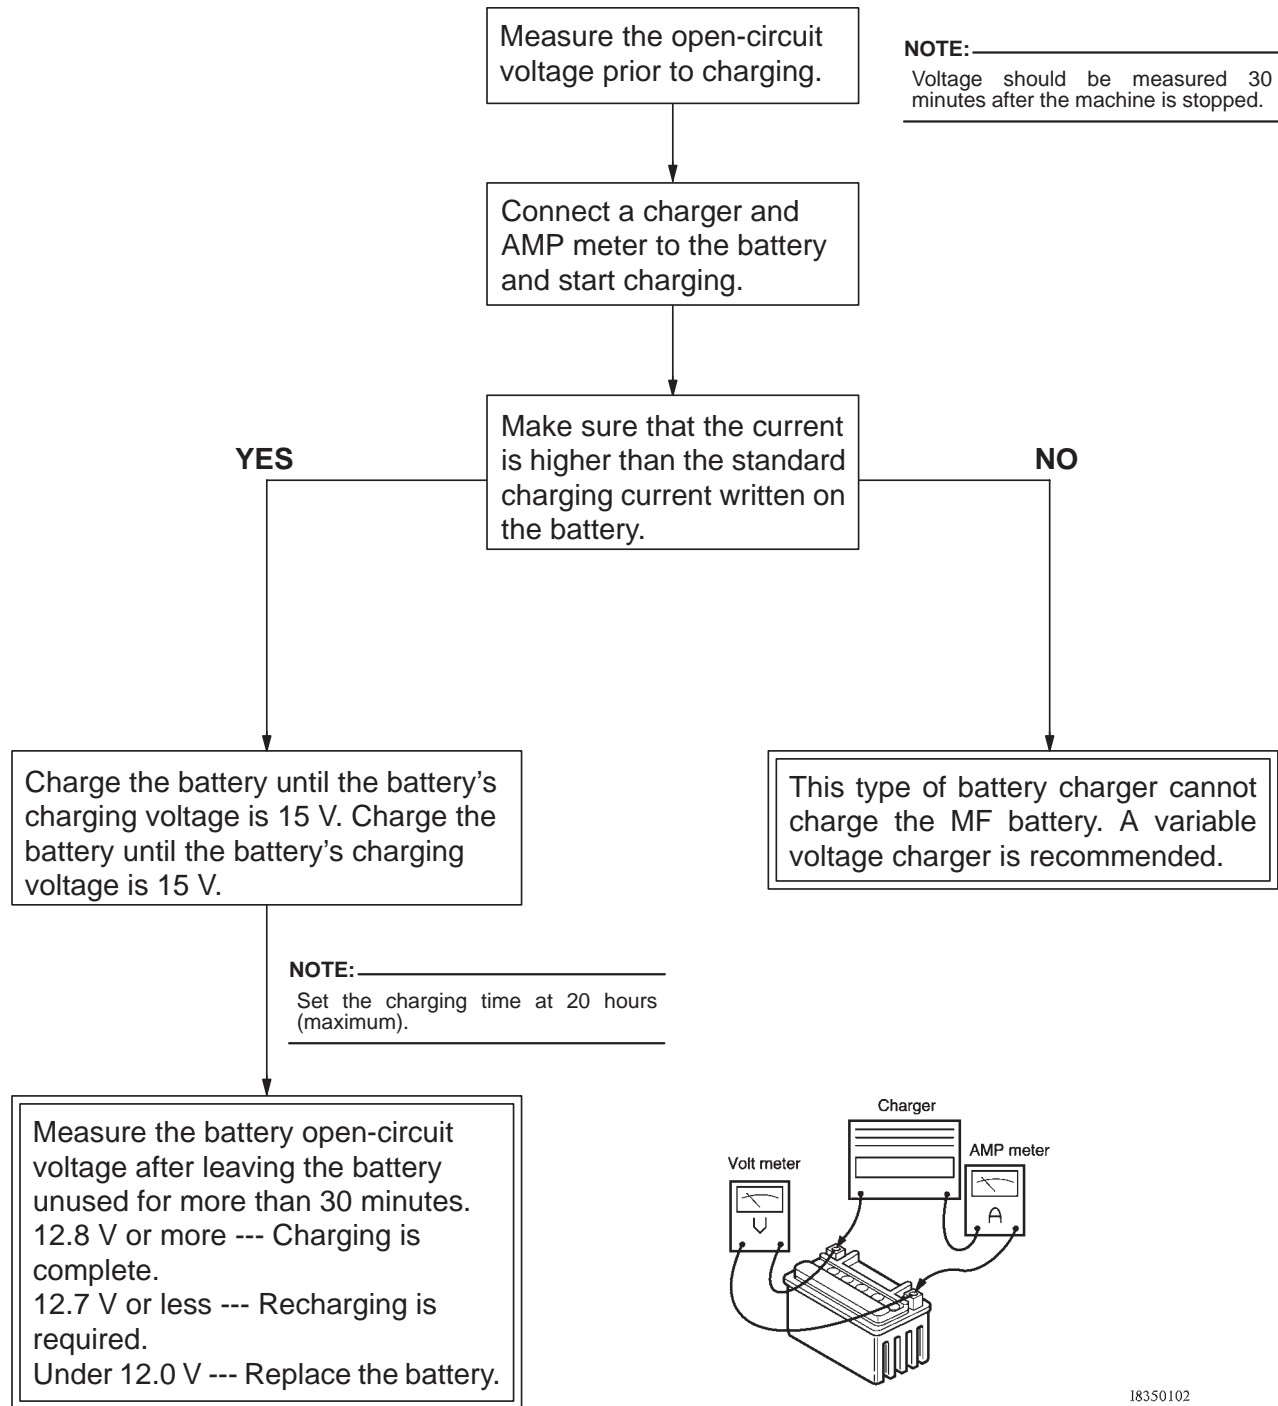 Measure the open-circuit
voltage prior to charging.
NOTE:
Voltage should be measured 30
minutes after the machine is stopped.
Connect a charger and
AMP meter to the battery
and start charging.
Make sure that the current
is higher than the standard
charging current written on
the battery.
YES
NO
Charge the battery until the battery's
charging voltage is 15 V. Charge the
battery until the battery's charging
voltage is 15 V.
This type of battery charger cannot
charge the MF battery. A variable
voltage charger is recommended.
NOTE:
Set the charging time at 20 hours
(maximum).
Measure the battery open-circuit
voltage after leaving the battery
unused for more than 30 minutes.
12.8 V or more --- Charging is
complete.
12.7 V or less --- Recharging is
required.
Under 12.0 V --- Replace the battery.
Charger
Volt meter
AMP meter
V
A
I8350102